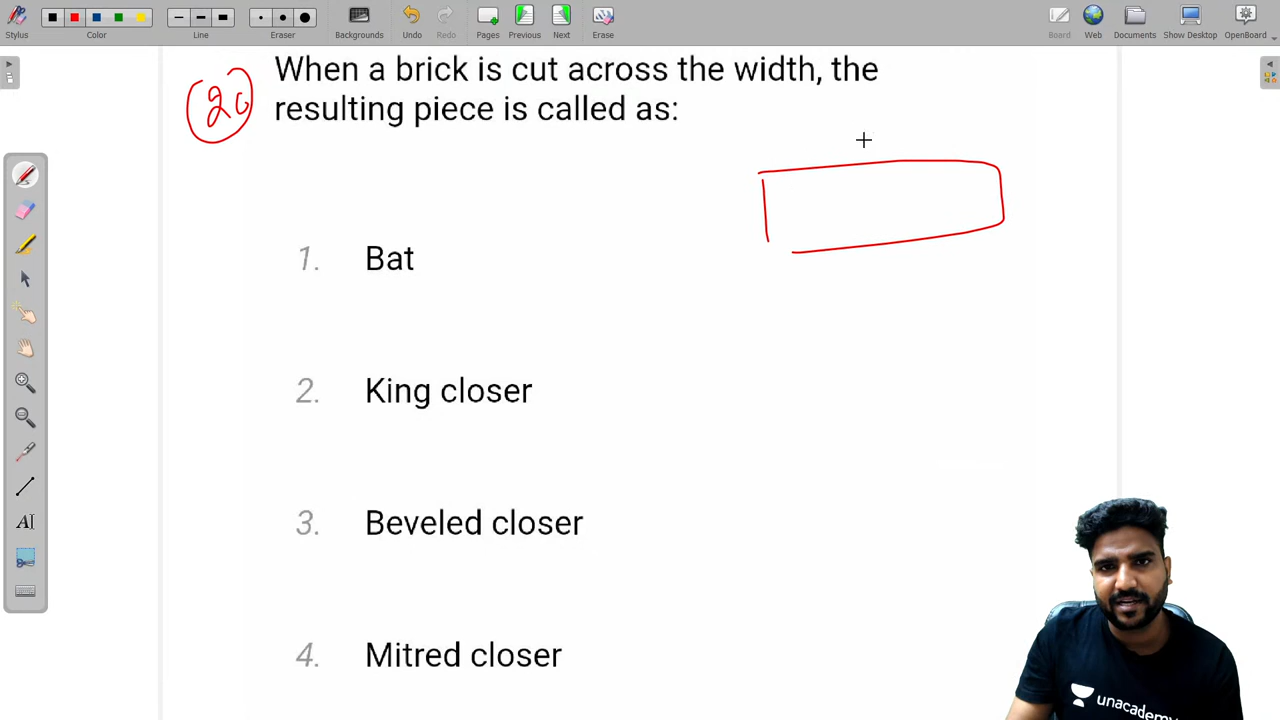 Stylus
Color
Line
Eraser
Backgrounds
Undo
Redo
Pages
Previous
Next
Erase
Board
Web
Documents
Show Desktop
OpenBoard
20
When a brick is cut across the width, the
resulting piece is called as:
1. Bat
2. King closer
3. Beveled closer
4. Mitred closer
unacademy